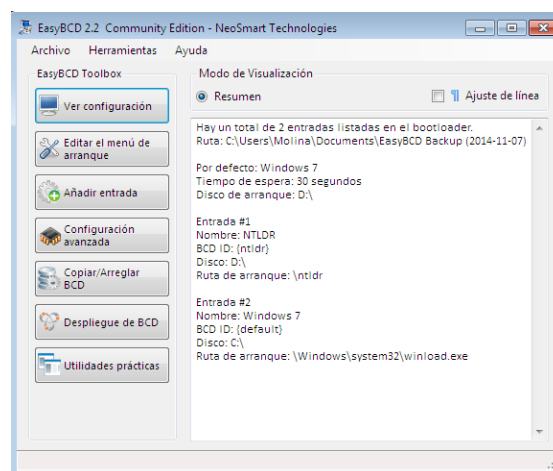 EasyBCD 2.2 Community Edition - NeoSmart Technologies
Archivo Herramientas Ayuda
EasyBCD Toolbox
Ver configuración
Editar el menú de
arranque
Añadir entrada
Configuración
avanzada
Copiar/Arreglar
BCD
Despliegue de BCD
Utilidades prácticas
Modo de Visualización
Resumen
¶ Ajuste de línea
Hay un total de 2 entradas listadas en el bootloader.
Ruta: C:\Users\Molina\Documents\EasyBCD Backup (2014-11-07)
Por defecto: Windows 7
Tiempo de espera: 30 segundos
Disco de arranque: D:\
Entrada #1
Nombre: NTLDR
BCD ID: {ntldr}
Disco: D:\
Ruta de arranque: \ntldr
Entrada #2
Nombre: Windows 7
BCD ID: {default}
Disco: C:\
Ruta de arranque: \Windows\system32\winload.exe